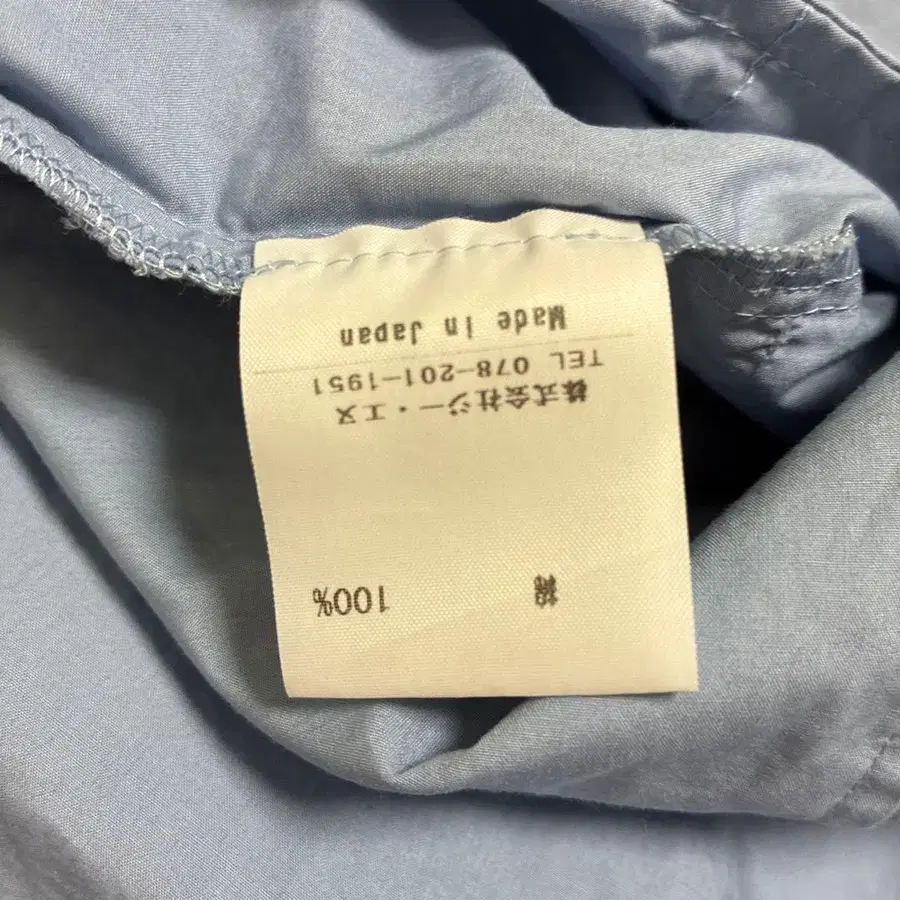 綿 100%
株式会社ジー・エヌ
TEL 078-201-1951
Made in Japan